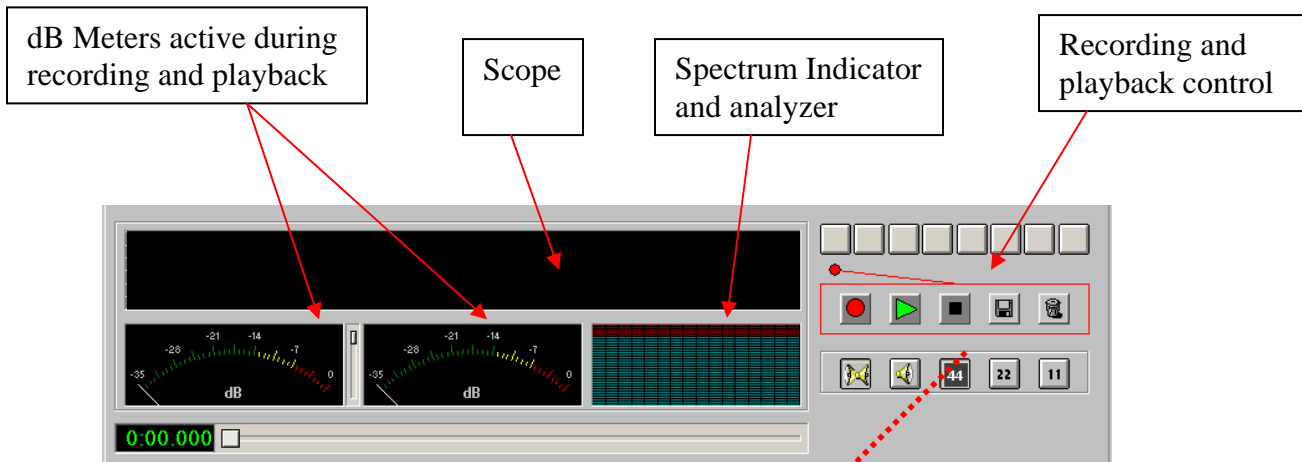 dB Meters active during
recording and playback
Scope
Spectrum Indicator
and analyzer
Recording and
playback control
-35 -28 -21 -14 -7 0
dB
-35 -28 -21 -14 -7 0
dB
44 22 11
0:00.000